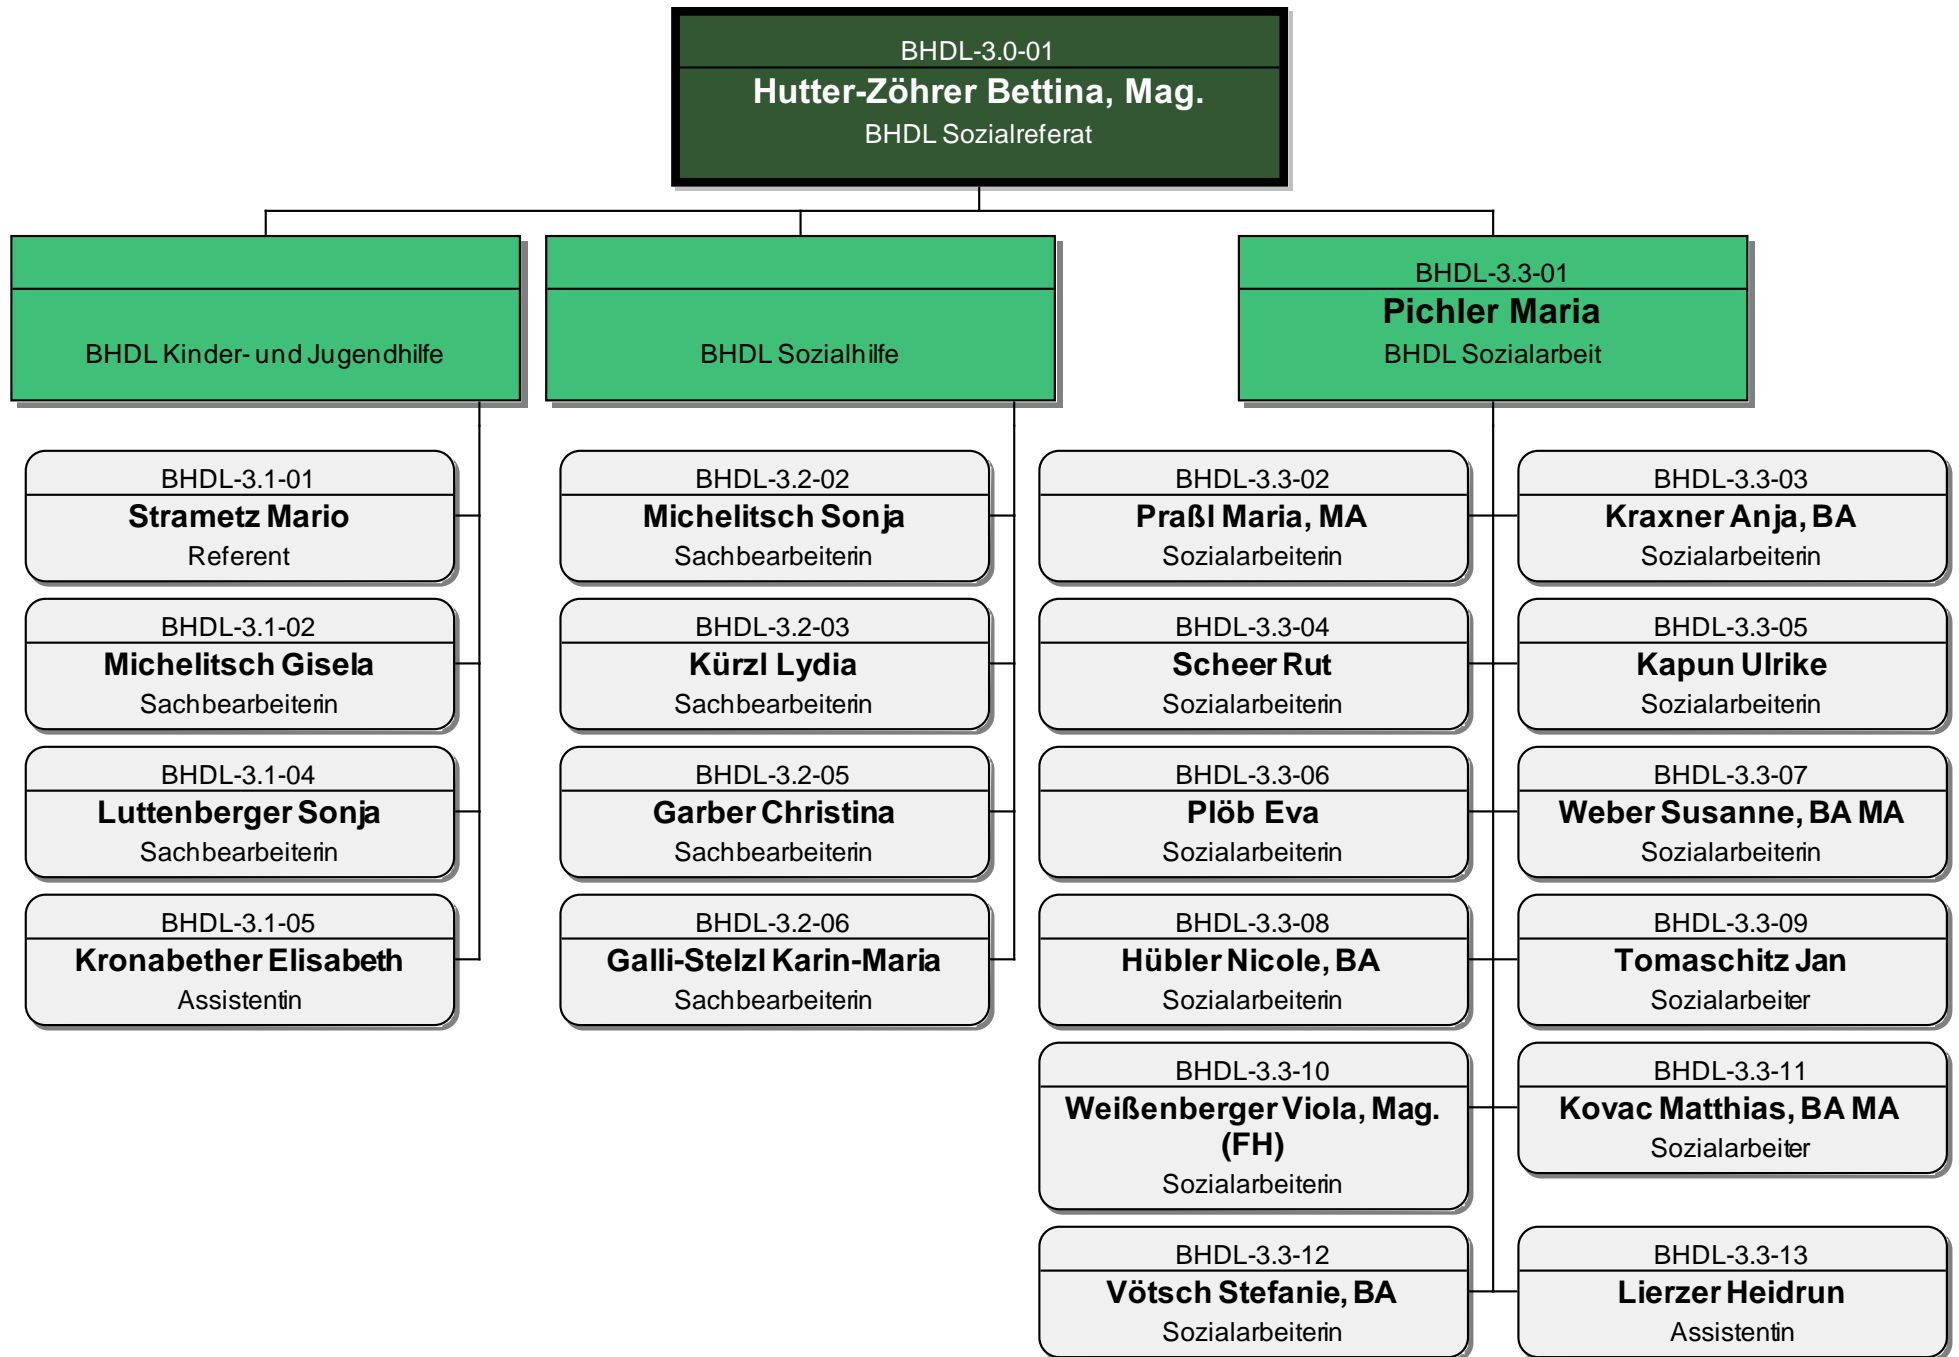 BHDL-3.0-01
Hutter-Zöhrer Bettina, Mag.
BHDL Sozialreferat
BHDL Kinder- und Jugendhilfe
BHDL Sozialhilfe
BHDL-3.3-01
Pichler Maria
BHDL Sozialarbeit
BHDL-3.1-01
Strametz Mario
Referent
BHDL-3.1-02
Michelitsch Gisela
Sachbearbeiterin
BHDL-3.1-04
Luttenberger Sonja
Sachbearbeiterin
BHDL-3.1-05
Kronabether Elisabeth
Assistentin
BHDL-3.2-02
Michelitsch Sonja
Sachbearbeiterin
BHDL-3.2-03
Kürzl Lydia
Sachbearbeiterin
BHDL-3.2-05
Garber Christina
Sachbearbeiterin
BHDL-3.2-06
Galli-Stelzl Karin-Maria
Sachbearbeiterin
BHDL-3.3-02
Praßl Maria, MA
Sozialarbeiterin
BHDL-3.3-03
Kraxner Anja, BA
Sozialarbeiterin
BHDL-3.3-04
Scheer Rut
Sozialarbeiterin
BHDL-3.3-05
Kapun Ulrike
Sozialarbeiterin
BHDL-3.3-06
Plöb Eva
Sozialarbeiterin
BHDL-3.3-07
Weber Susanne, BA MA
Sozialarbeiterin
BHDL-3.3-08
Hübler Nicole, BA
Sozialarbeiterin
BHDL-3.3-09
Tomaschitz Jan
Sozialarbeiter
BHDL-3.3-10
Weißenberger Viola, Mag.
(FH)
Sozialarbeiterin
BHDL-3.3-11
Kovac Matthias, BA MA
Sozialarbeiter
BHDL-3.3-12
Vötsch Stefanie, BA
Sozialarbeiterin
BHDL-3.3-13
Lierzer Heidrun
Assistentin